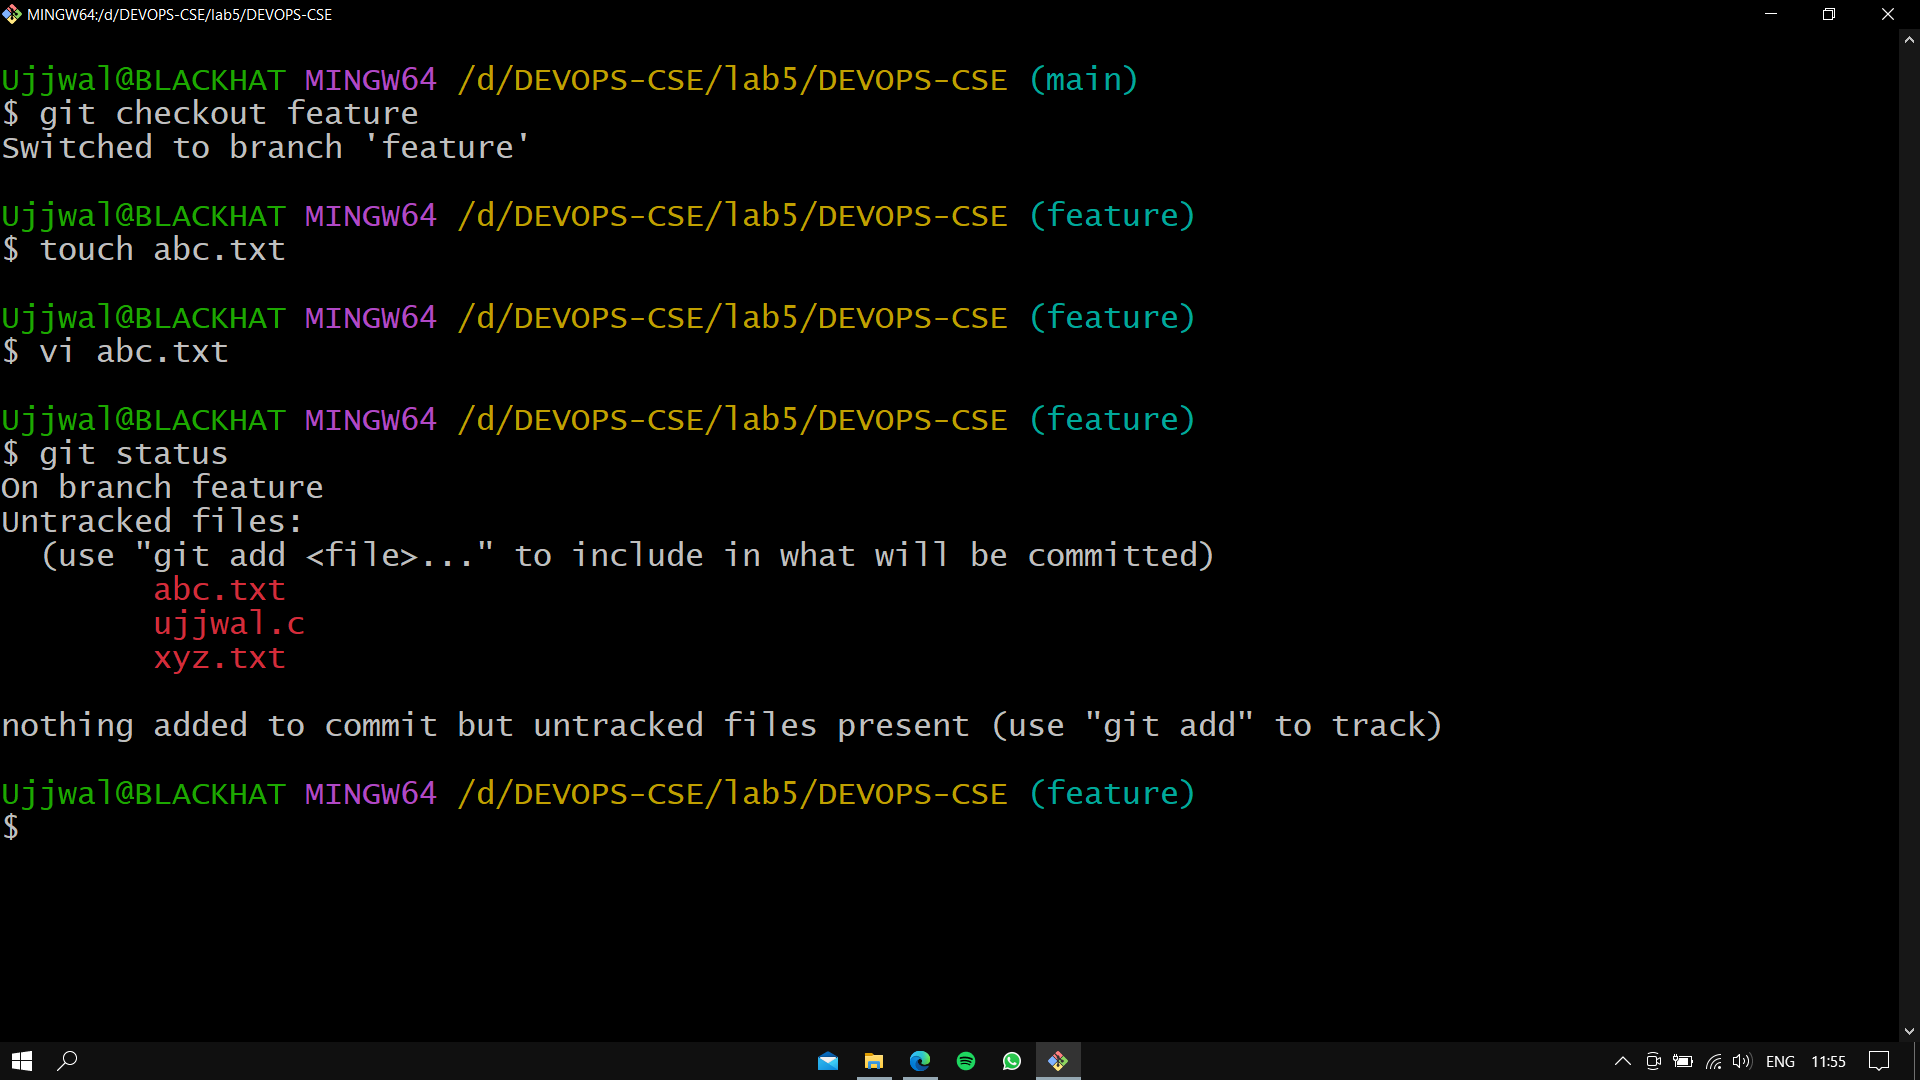 MINGW64:/d/DEVOPS-CSE/lab5/DEVOPS-CSE
Ujjwal@BLACKHAT MINGW64 /d/DEVOPS-CSE/lab5/DEVOPS-CSE (main)
$ git checkout feature
Switched to branch 'feature'
Ujjwal@BLACKHAT MINGW64 /d/DEVOPS-CSE/lab5/DEVOPS-CSE (feature)
$ touch abc.txt
Ujjwal@BLACKHAT MINGW64 /d/DEVOPS-CSE/lab5/DEVOPS-CSE (feature)
$ vi abc.txt
Ujjwal@BLACKHAT MINGW64 /d/DEVOPS-CSE/lab5/DEVOPS-CSE (feature)
$ git status
On branch feature
Untracked files:
  (use "git add <file>..." to include in what will be committed)
        abc.txt
        ujjwal.c
        xyz.txt
nothing added to commit but untracked files present (use "git add" to track)
Ujjwal@BLACKHAT MINGW64 /d/DEVOPS-CSE/lab5/DEVOPS-CSE (feature)
$
ENG 11:55